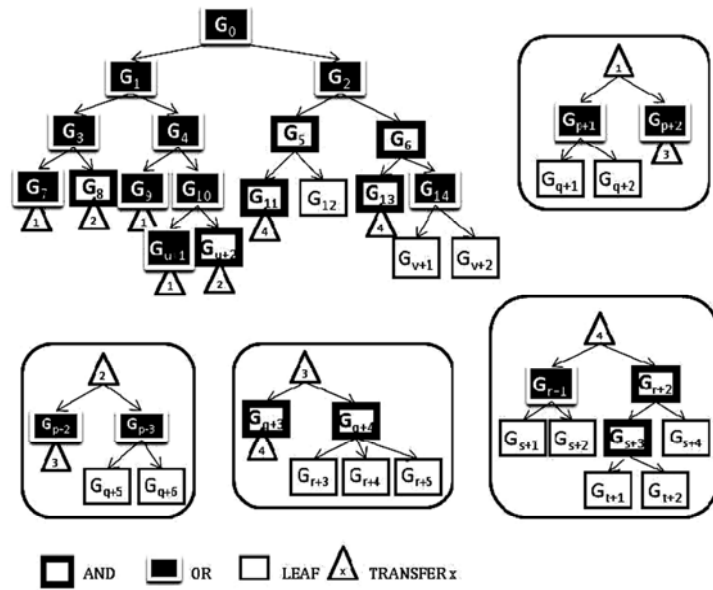 G0
G1 G2
G3 G4 G5 G6
G7 G8 G9 G10 G11 G12 G13 G14
1 2 1 4 4
Gu+1 Gu+2 Gv+1 Gv+2
1 2
1
Gp+1 Gp+2
3
Gq+1 Gq+2
2
Gp-2 Gp-3
3
Gq+5 Gq+6
3
Gq+3 Gq+4
4
Gr+3 Gr+4 Gr+5
4
Gr-1 Gr+2
Gs+1 Gs+2 Gs+3 Gs+4
Gt+1 Gt+2
AND OR LEAF x TRANSFER x